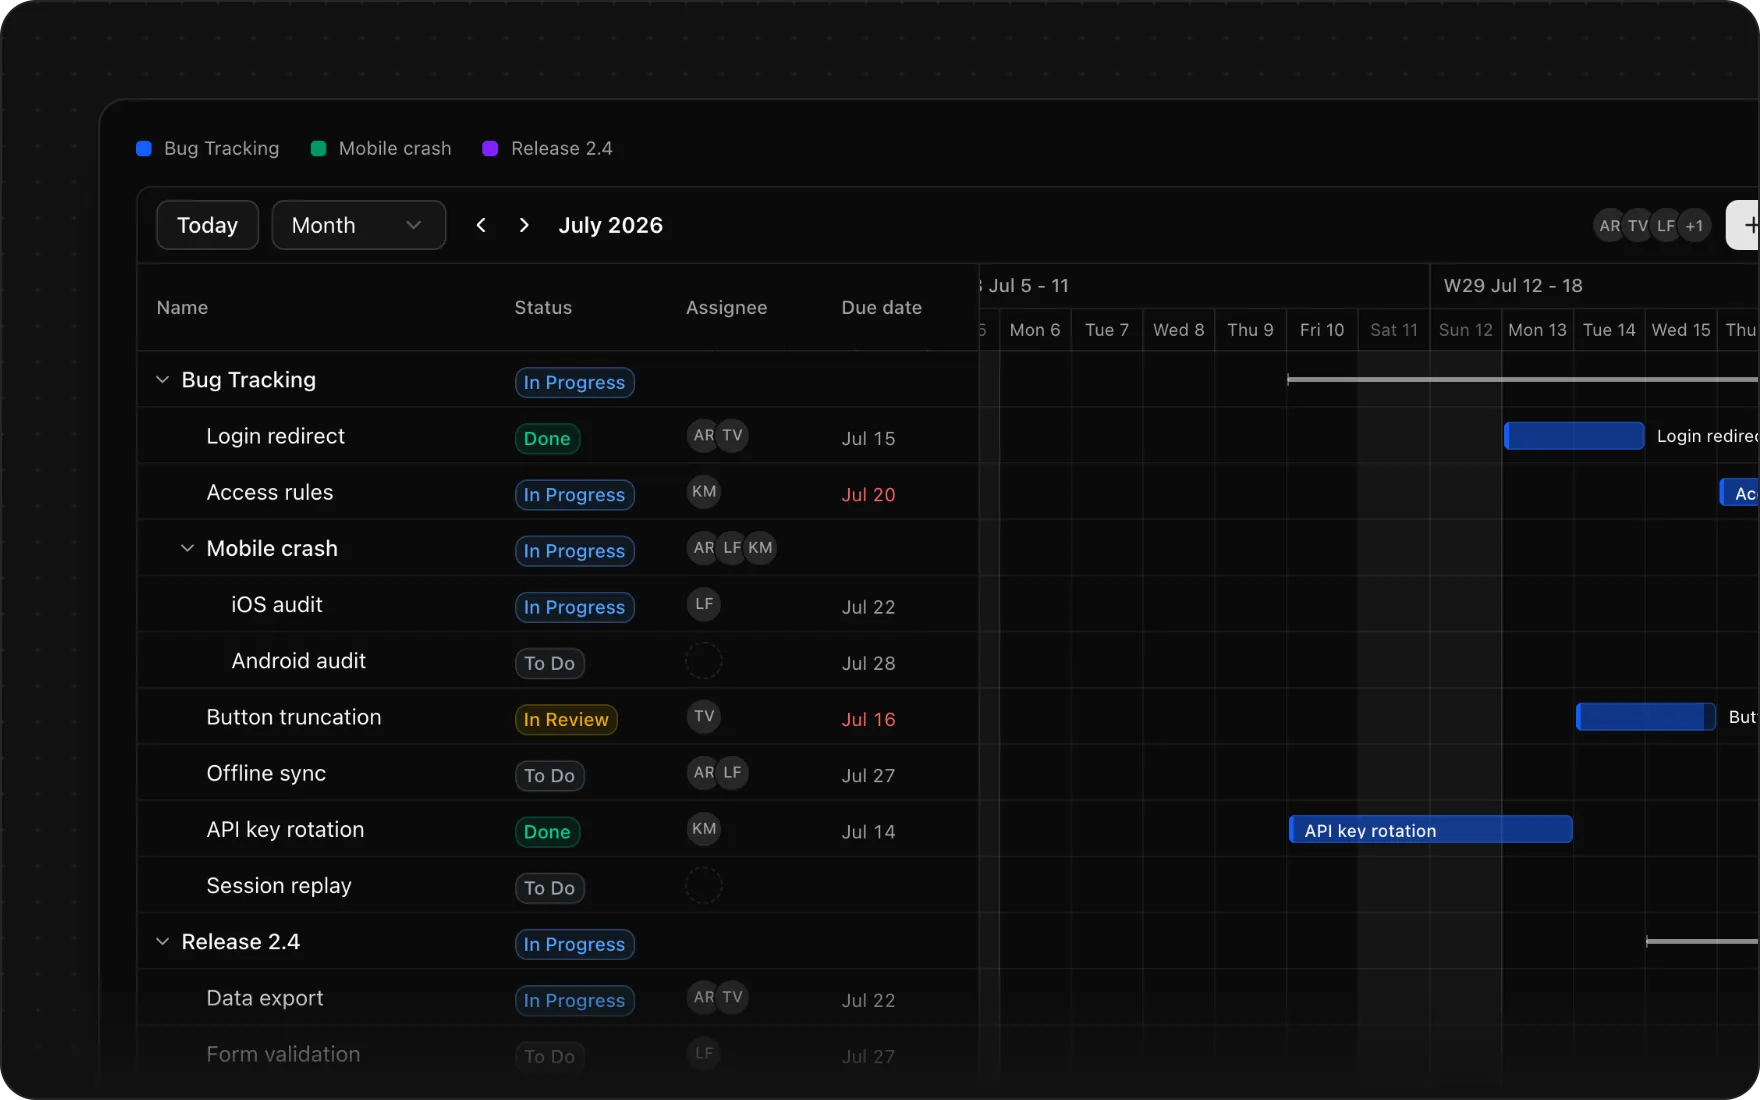 Bug Tracking Mobile crash Release 2.4
Today Month July 2026 AR TV LF +1
Name Status Assignee Due date
Jul 5 - 11 W29 Jul 12 - 18
5 Mon 6 Tue 7 Wed 8 Thu 9 Fri 10 Sat 11 Sun 12 Mon 13 Tue 14 Wed 15 Thu
Bug Tracking In Progress
Login redirect Done AR TV Jul 15 Login redirec
Access rules In Progress KM Jul 20 Ac
Mobile crash In Progress AR LF KM
iOS audit In Progress LF Jul 22
Android audit To Do Jul 28
Button truncation In Review TV Jul 16 But
Offline sync To Do AR LF Jul 27
API key rotation Done KM Jul 14 API key rotation
Session replay To Do
Release 2.4 In Progress
Data export In Progress AR TV Jul 22
Form validation To Do LF Jul 27